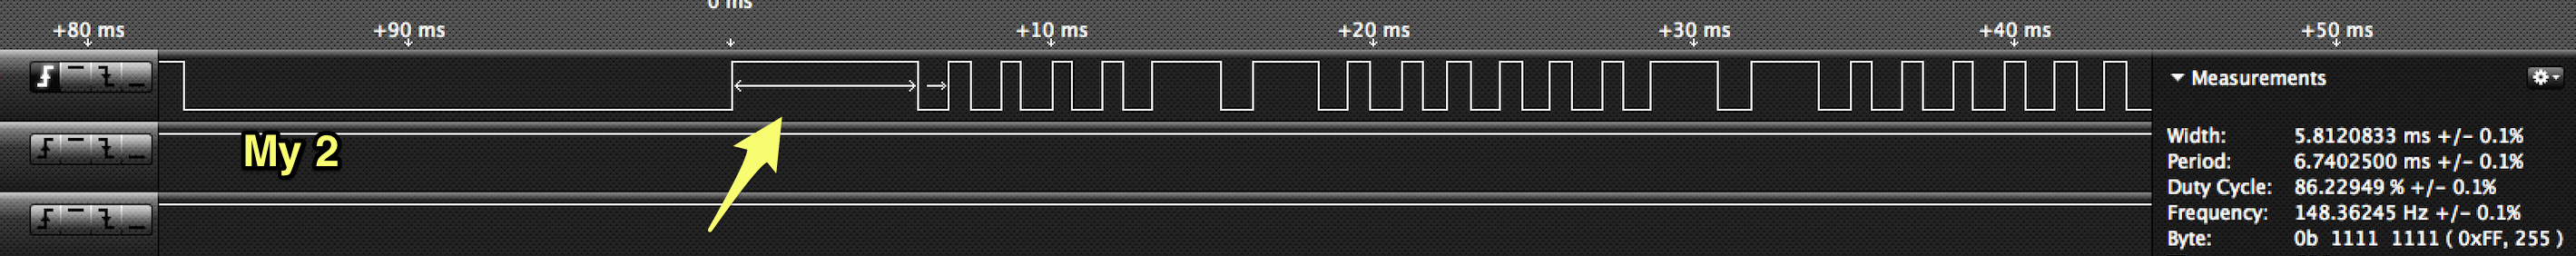 0 ms
+80 ms +90 ms +10 ms +20 ms +30 ms +40 ms +50 ms
Measurements
My 2
Width: 5.8120833 ms +/- 0.1%
Period: 6.7402500 ms +/- 0.1%
Duty Cycle: 86.22949 % +/- 0.1%
Frequency: 148.36245 Hz +/- 0.1%
Byte: 0b 1111 1111 ( 0xFF, 255 )